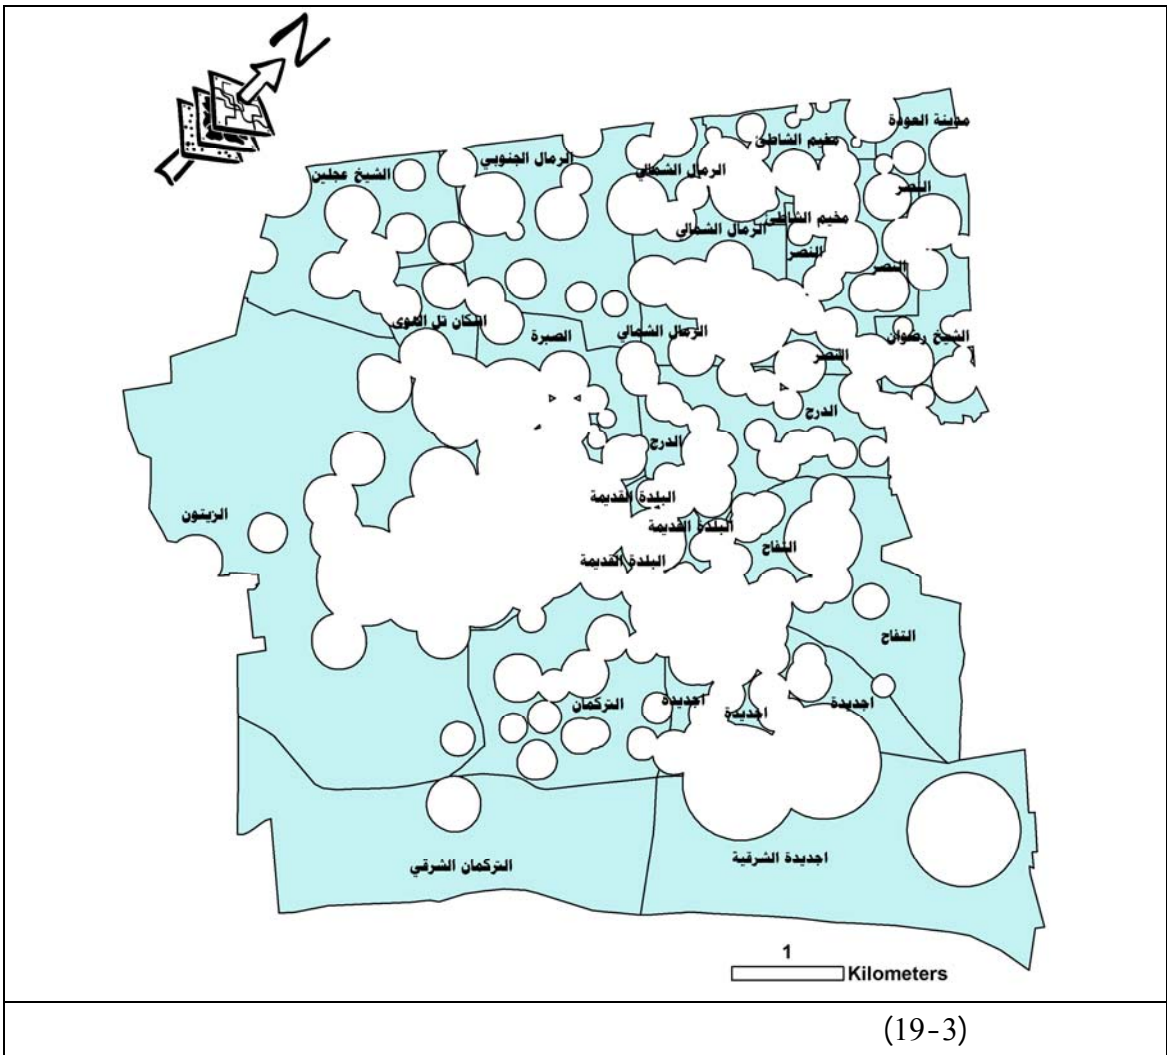 N
مدينة العودة
مخيم الشاطئ
الرمال الجنوبي
الرمال الشمالي
الشيخ عجلين
النصر
مخيم الشاطئ
الرمال الشمالي
النصر
النصر
اسكان تل الهوى
الصبرة
الرمال الشمالي
الشيخ رضوان
النصر
الدرج
الدرج
البلدة القديمة
الزيتون
البلدة القديمة
التفاح
البلدة القديمة
التفاح
التركمان
اجديدة
اجديدة
اجديدة
اجديدة الشرقية
التركمان الشرقي
1
Kilometers
(19-3)